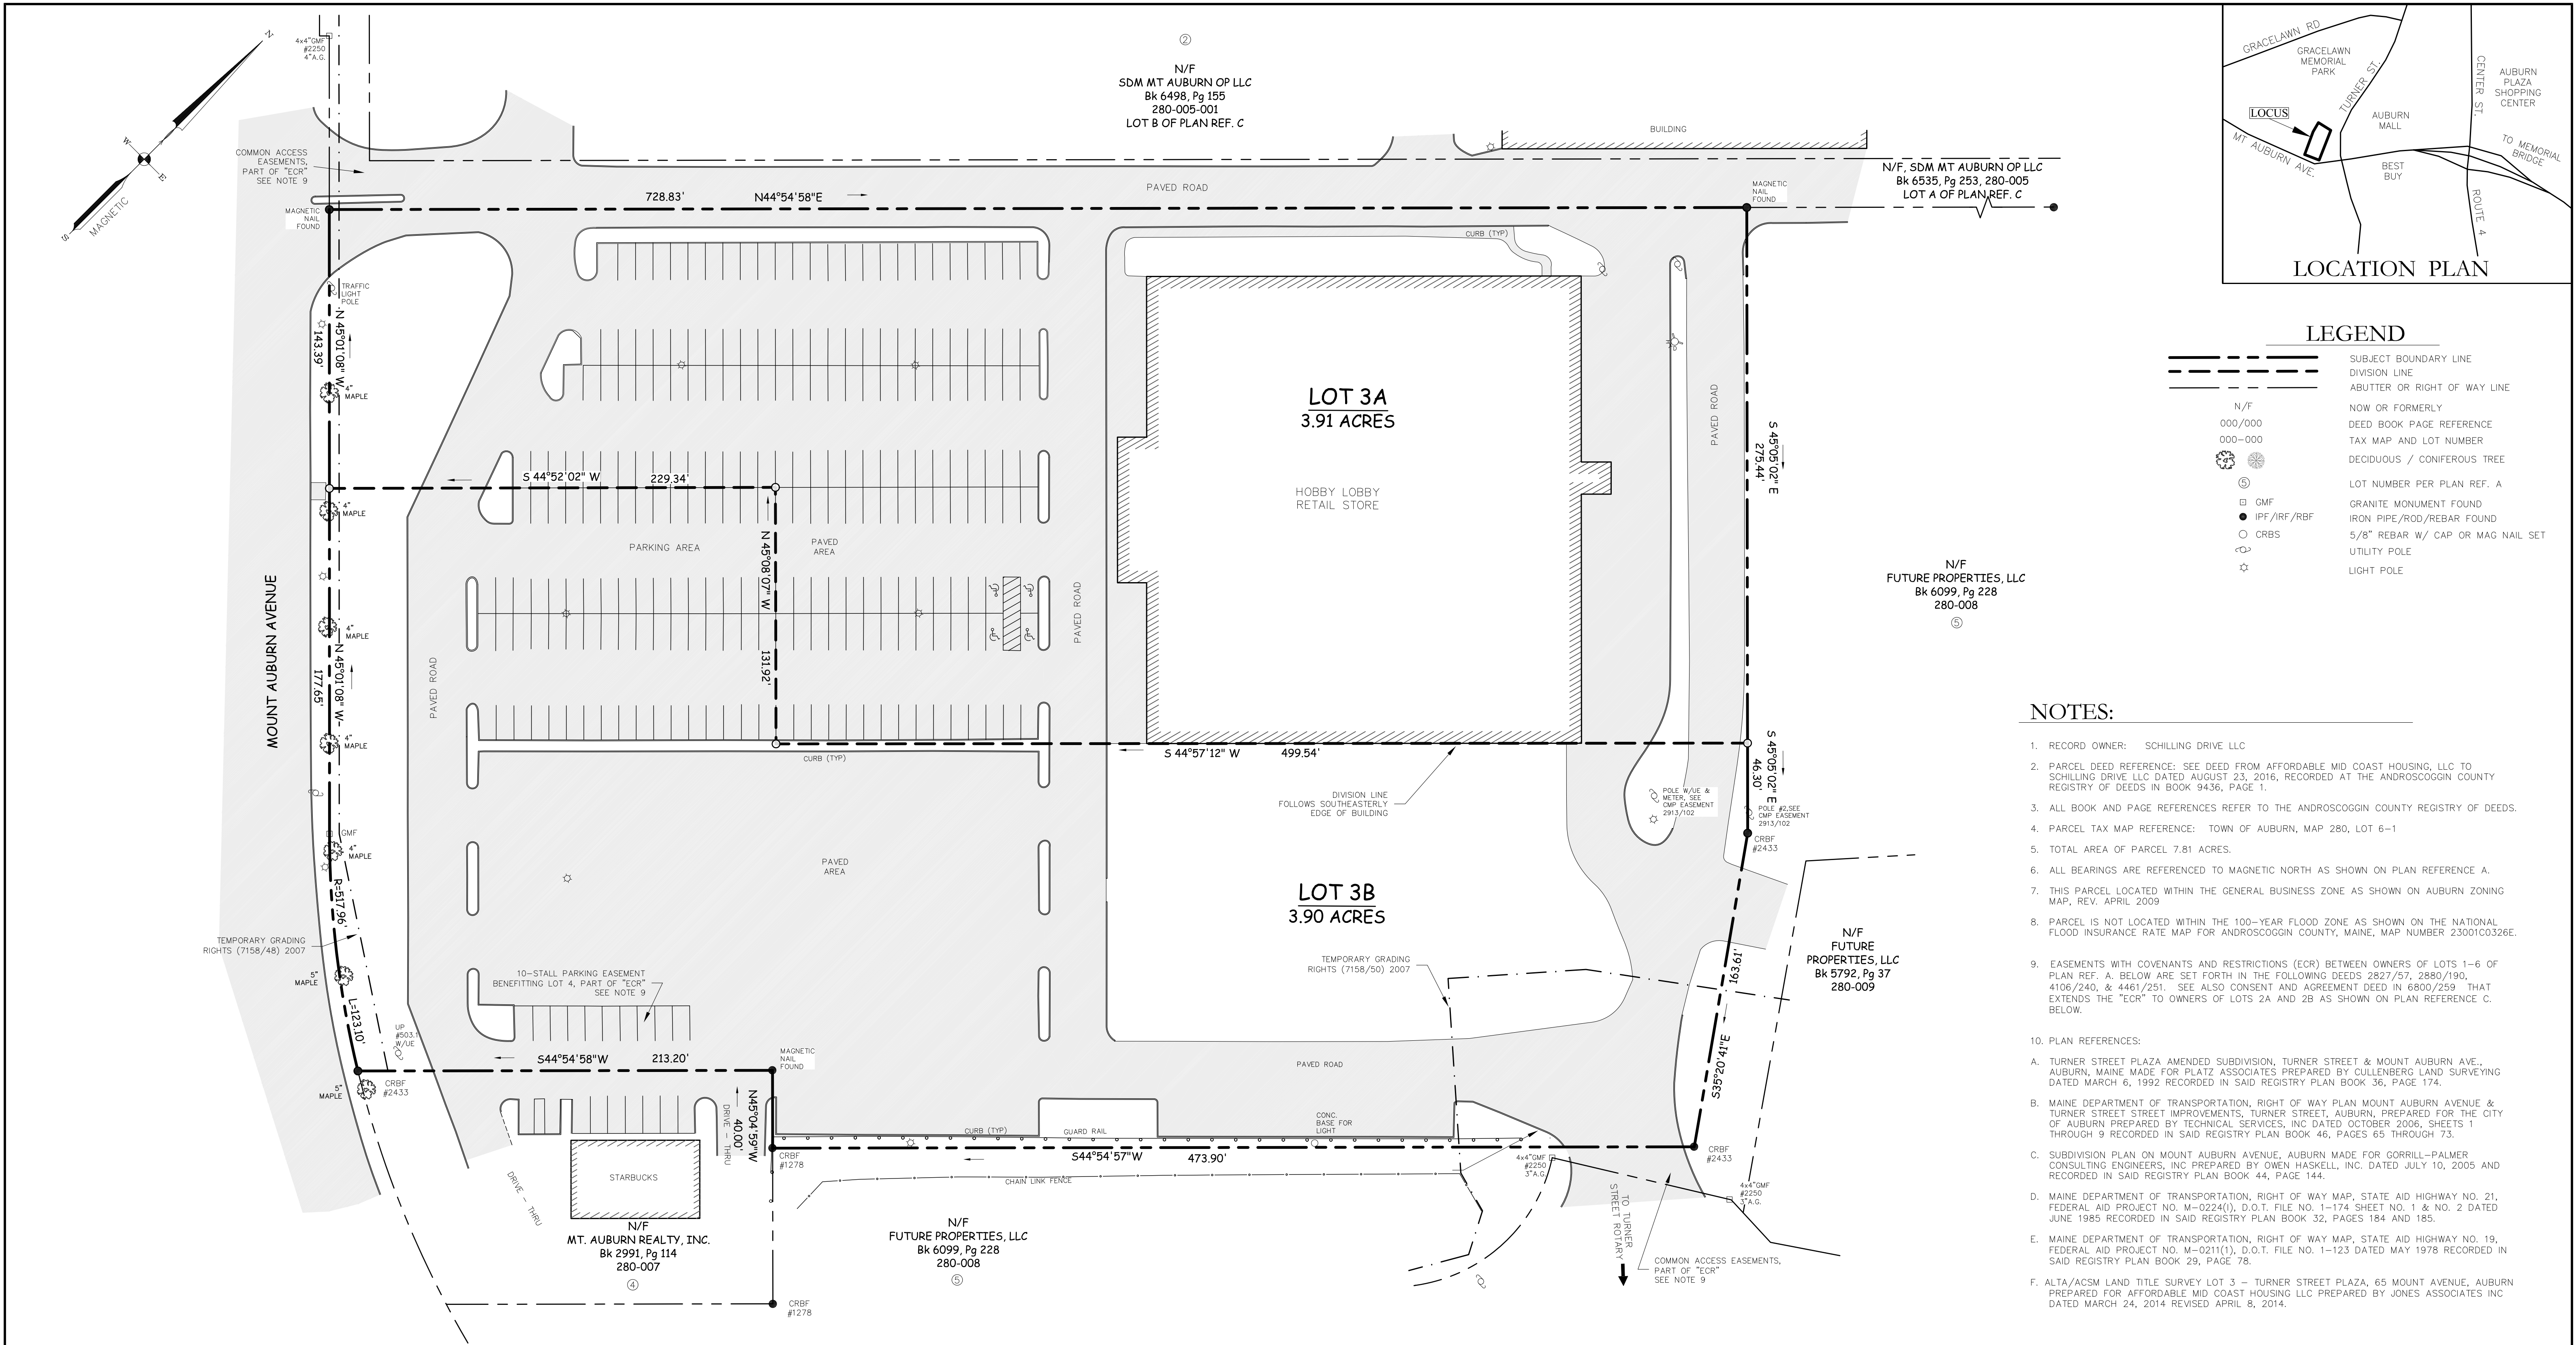 4x4"GMF
#2250
4"A.G.
N
W
E
S
MAGNETIC
②
N/F
SDM MT AUBURN OP LLC
Bk 6498, Pg 155
280-005-001
LOT B OF PLAN REF. C
BUILDING
COMMON ACCESS
EASEMENTS,
PART OF "ECR"
SEE NOTE 9
MAGNETIC
NAIL
FOUND
728.83'
N44°54'58"E
PAVED ROAD
MAGNETIC
NAIL
FOUND
N/F, SDM MT AUBURN OP LLC
Bk 6535, Pg 253, 280-005
LOT A OF PLAN REF. C
GRACELAWN RD
GRACELAWN
MEMORIAL
PARK
TURNER ST.
CENTER ST.
AUBURN
PLAZA
SHOPPING
CENTER
LOCUS
AUBURN
MALL
MT AUBURN AVE.
BEST
BUY
TO MEMORIAL
BRIDGE
ROUTE 4
LOCATION PLAN
LEGEND
SUBJECT BOUNDARY LINE
DIVISION LINE
ABUTTER OR RIGHT OF WAY LINE
N/F NOW OR FORMERLY
000/000 DEED BOOK PAGE REFERENCE
000-000 TAX MAP AND LOT NUMBER
DECIDUOUS / CONIFEROUS TREE
⑤ LOT NUMBER PER PLAN REF. A
GMF GRANITE MONUMENT FOUND
IPF/IRF/RBF IRON PIPE/ROD/REBAR FOUND
CRBS 5/8" REBAR W/ CAP OR MAG NAIL SET
UTILITY POLE
LIGHT POLE
CURB (TYP)
TRAFFIC
LIGHT
POLE
N 45°01'08" W
143.39'
4"
MAPLE
LOT 3A
3.91 ACRES
HOBBY LOBBY
RETAIL STORE
PAVED ROAD
S 45°05'02" E
275.44'
S 44°52'02" W
229.34'
4"
MAPLE
PARKING AREA
PAVED
AREA
N 45°08'07" W
131.92'
MOUNT AUBURN AVENUE
4"
MAPLE
N 45°01'08" W
177.65'
PAVED ROAD
PAVED ROAD
4"
MAPLE
CURB (TYP)
S 44°57'12" W
499.54'
DIVISION LINE
FOLLOWS SOUTHEASTERLY
EDGE OF BUILDING
S 45°05'02" E
46.30'
POLE W/UE &
METER, SEE
CMP EASEMENT
2913/102
POLE #2,SEE
CMP EASEMENT
2913/102
CRBF
#2433
N/F
FUTURE PROPERTIES, LLC
Bk 6099, Pg 228
280-008
⑤
GMF
4"
MAPLE
R=517.96'
TEMPORARY GRADING
RIGHTS (7158/48) 2007
5"
MAPLE
L=123.10'
PAVED
AREA
LOT 3B
3.90 ACRES
TEMPORARY GRADING
RIGHTS (7158/50) 2007
10-STALL PARKING EASEMENT
BENEFITTING LOT 4, PART OF "ECR"
SEE NOTE 9
163.61'
S35°20'41"E
N/F
FUTURE
PROPERTIES, LLC
Bk 5792, Pg 37
280-009
UP
#503.1
W/UE
S44°54'58"W
213.20'
MAGNETIC
NAIL
FOUND
PAVED ROAD
5"
MAPLE
CRBF
#2433
DRIVE - THRU
N45°04'59"W
40.00'
CURB (TYP)
GUARD RAIL
CONC.
BASE FOR
LIGHT
S44°54'57"W
473.90'
CRBF
#1278
CRBF
#2433
4x4"GMF
#2250
3"A.G.
4x4"GMF
#2250
3"A.G.
STARBUCKS
DRIVE - THRU
CHAIN LINK FENCE
TO TURNER
STREET ROTARY
COMMON ACCESS EASEMENTS,
PART OF "ECR"
SEE NOTE 9
N/F
MT. AUBURN REALTY, INC.
Bk 2991, Pg 114
280-007
④
N/F
FUTURE PROPERTIES, LLC
Bk 6099, Pg 228
280-008
⑤
CRBF
#1278
NOTES:
1. RECORD OWNER: SCHILLING DRIVE LLC
2. PARCEL DEED REFERENCE: SEE DEED FROM AFFORDABLE MID COAST HOUSING, LLC TO
SCHILLING DRIVE LLC DATED AUGUST 23, 2016, RECORDED AT THE ANDROSCOGGIN COUNTY
REGISTRY OF DEEDS IN BOOK 9436, PAGE 1.
3. ALL BOOK AND PAGE REFERENCES REFER TO THE ANDROSCOGGIN COUNTY REGISTRY OF DEEDS.
4. PARCEL TAX MAP REFERENCE: TOWN OF AUBURN, MAP 280, LOT 6-1
5. TOTAL AREA OF PARCEL 7.81 ACRES.
6. ALL BEARINGS ARE REFERENCED TO MAGNETIC NORTH AS SHOWN ON PLAN REFERENCE A.
7. THIS PARCEL LOCATED WITHIN THE GENERAL BUSINESS ZONE AS SHOWN ON AUBURN ZONING
MAP, REV. APRIL 2009
8. PARCEL IS NOT LOCATED WITHIN THE 100-YEAR FLOOD ZONE AS SHOWN ON THE NATIONAL
FLOOD INSURANCE RATE MAP FOR ANDROSCOGGIN COUNTY, MAINE, MAP NUMBER 23001C0326E.
9. EASEMENTS WITH COVENANTS AND RESTRICTIONS (ECR) BETWEEN OWNERS OF LOTS 1-6 OF
PLAN REF. A. BELOW ARE SET FORTH IN THE FOLLOWING DEEDS 2827/57, 2880/190,
4106/240, & 4461/251. SEE ALSO CONSENT AND AGREEMENT DEED IN 6800/259 THAT
EXTENDS THE "ECR" TO OWNERS OF LOTS 2A AND 2B AS SHOWN ON PLAN REFERENCE C.
BELOW.
10. PLAN REFERENCES:
A. TURNER STREET PLAZA AMENDED SUBDIVISION, TURNER STREET & MOUNT AUBURN AVE.,
AUBURN, MAINE MADE FOR PLATZ ASSOCIATES PREPARED BY CULLENBERG LAND SURVEYING
DATED MARCH 6, 1992 RECORDED IN SAID REGISTRY PLAN BOOK 36, PAGE 174.
B. MAINE DEPARTMENT OF TRANSPORTATION, RIGHT OF WAY PLAN MOUNT AUBURN AVENUE &
TURNER STREET STREET IMPROVEMENTS, TURNER STREET, AUBURN, PREPARED FOR THE CITY
OF AUBURN PREPARED BY TECHNICAL SERVICES, INC DATED OCTOBER 2006, SHEETS 1
THROUGH 9 RECORDED IN SAID REGISTRY PLAN BOOK 46, PAGES 65 THROUGH 73.
C. SUBDIVISION PLAN ON MOUNT AUBURN AVENUE, AUBURN MADE FOR GORRILL-PALMER
CONSULTING ENGINEERS, INC PREPARED BY OWEN HASKELL, INC. DATED JULY 10, 2005 AND
RECORDED IN SAID REGISTRY PLAN BOOK 44, PAGE 144.
D. MAINE DEPARTMENT OF TRANSPORTATION, RIGHT OF WAY MAP, STATE AID HIGHWAY NO. 21,
FEDERAL AID PROJECT NO. M-0224(I), D.O.T. FILE NO. 1-174 SHEET NO. 1 & NO. 2 DATED
JUNE 1985 RECORDED IN SAID REGISTRY PLAN BOOK 32, PAGES 184 AND 185.
E. MAINE DEPARTMENT OF TRANSPORTATION, RIGHT OF WAY MAP, STATE AID HIGHWAY NO. 19,
FEDERAL AID PROJECT NO. M-0211(1), D.O.T. FILE NO. 1-123 DATED MAY 1978 RECORDED IN
SAID REGISTRY PLAN BOOK 29, PAGE 78.
F. ALTA/ACSM LAND TITLE SURVEY LOT 3 - TURNER STREET PLAZA, 65 MOUNT AVENUE, AUBURN
PREPARED FOR AFFORDABLE MID COAST HOUSING LLC PREPARED BY JONES ASSOCIATES INC
DATED MARCH 24, 2014 REVISED APRIL 8, 2014.